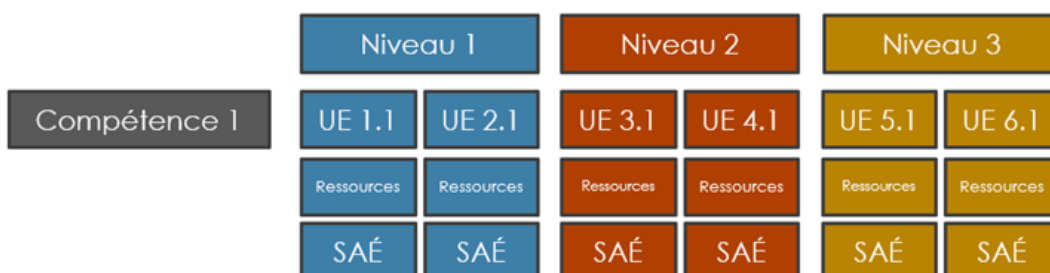 Niveau 1 Niveau 2 Niveau 3
Compétence 1 UE 1.1 UE 2.1 UE 3.1 UE 4.1 UE 5.1 UE 6.1
Ressources Ressources Ressources Ressources Ressources Ressources
SAÉ SAÉ SAÉ SAÉ SAÉ SAÉ